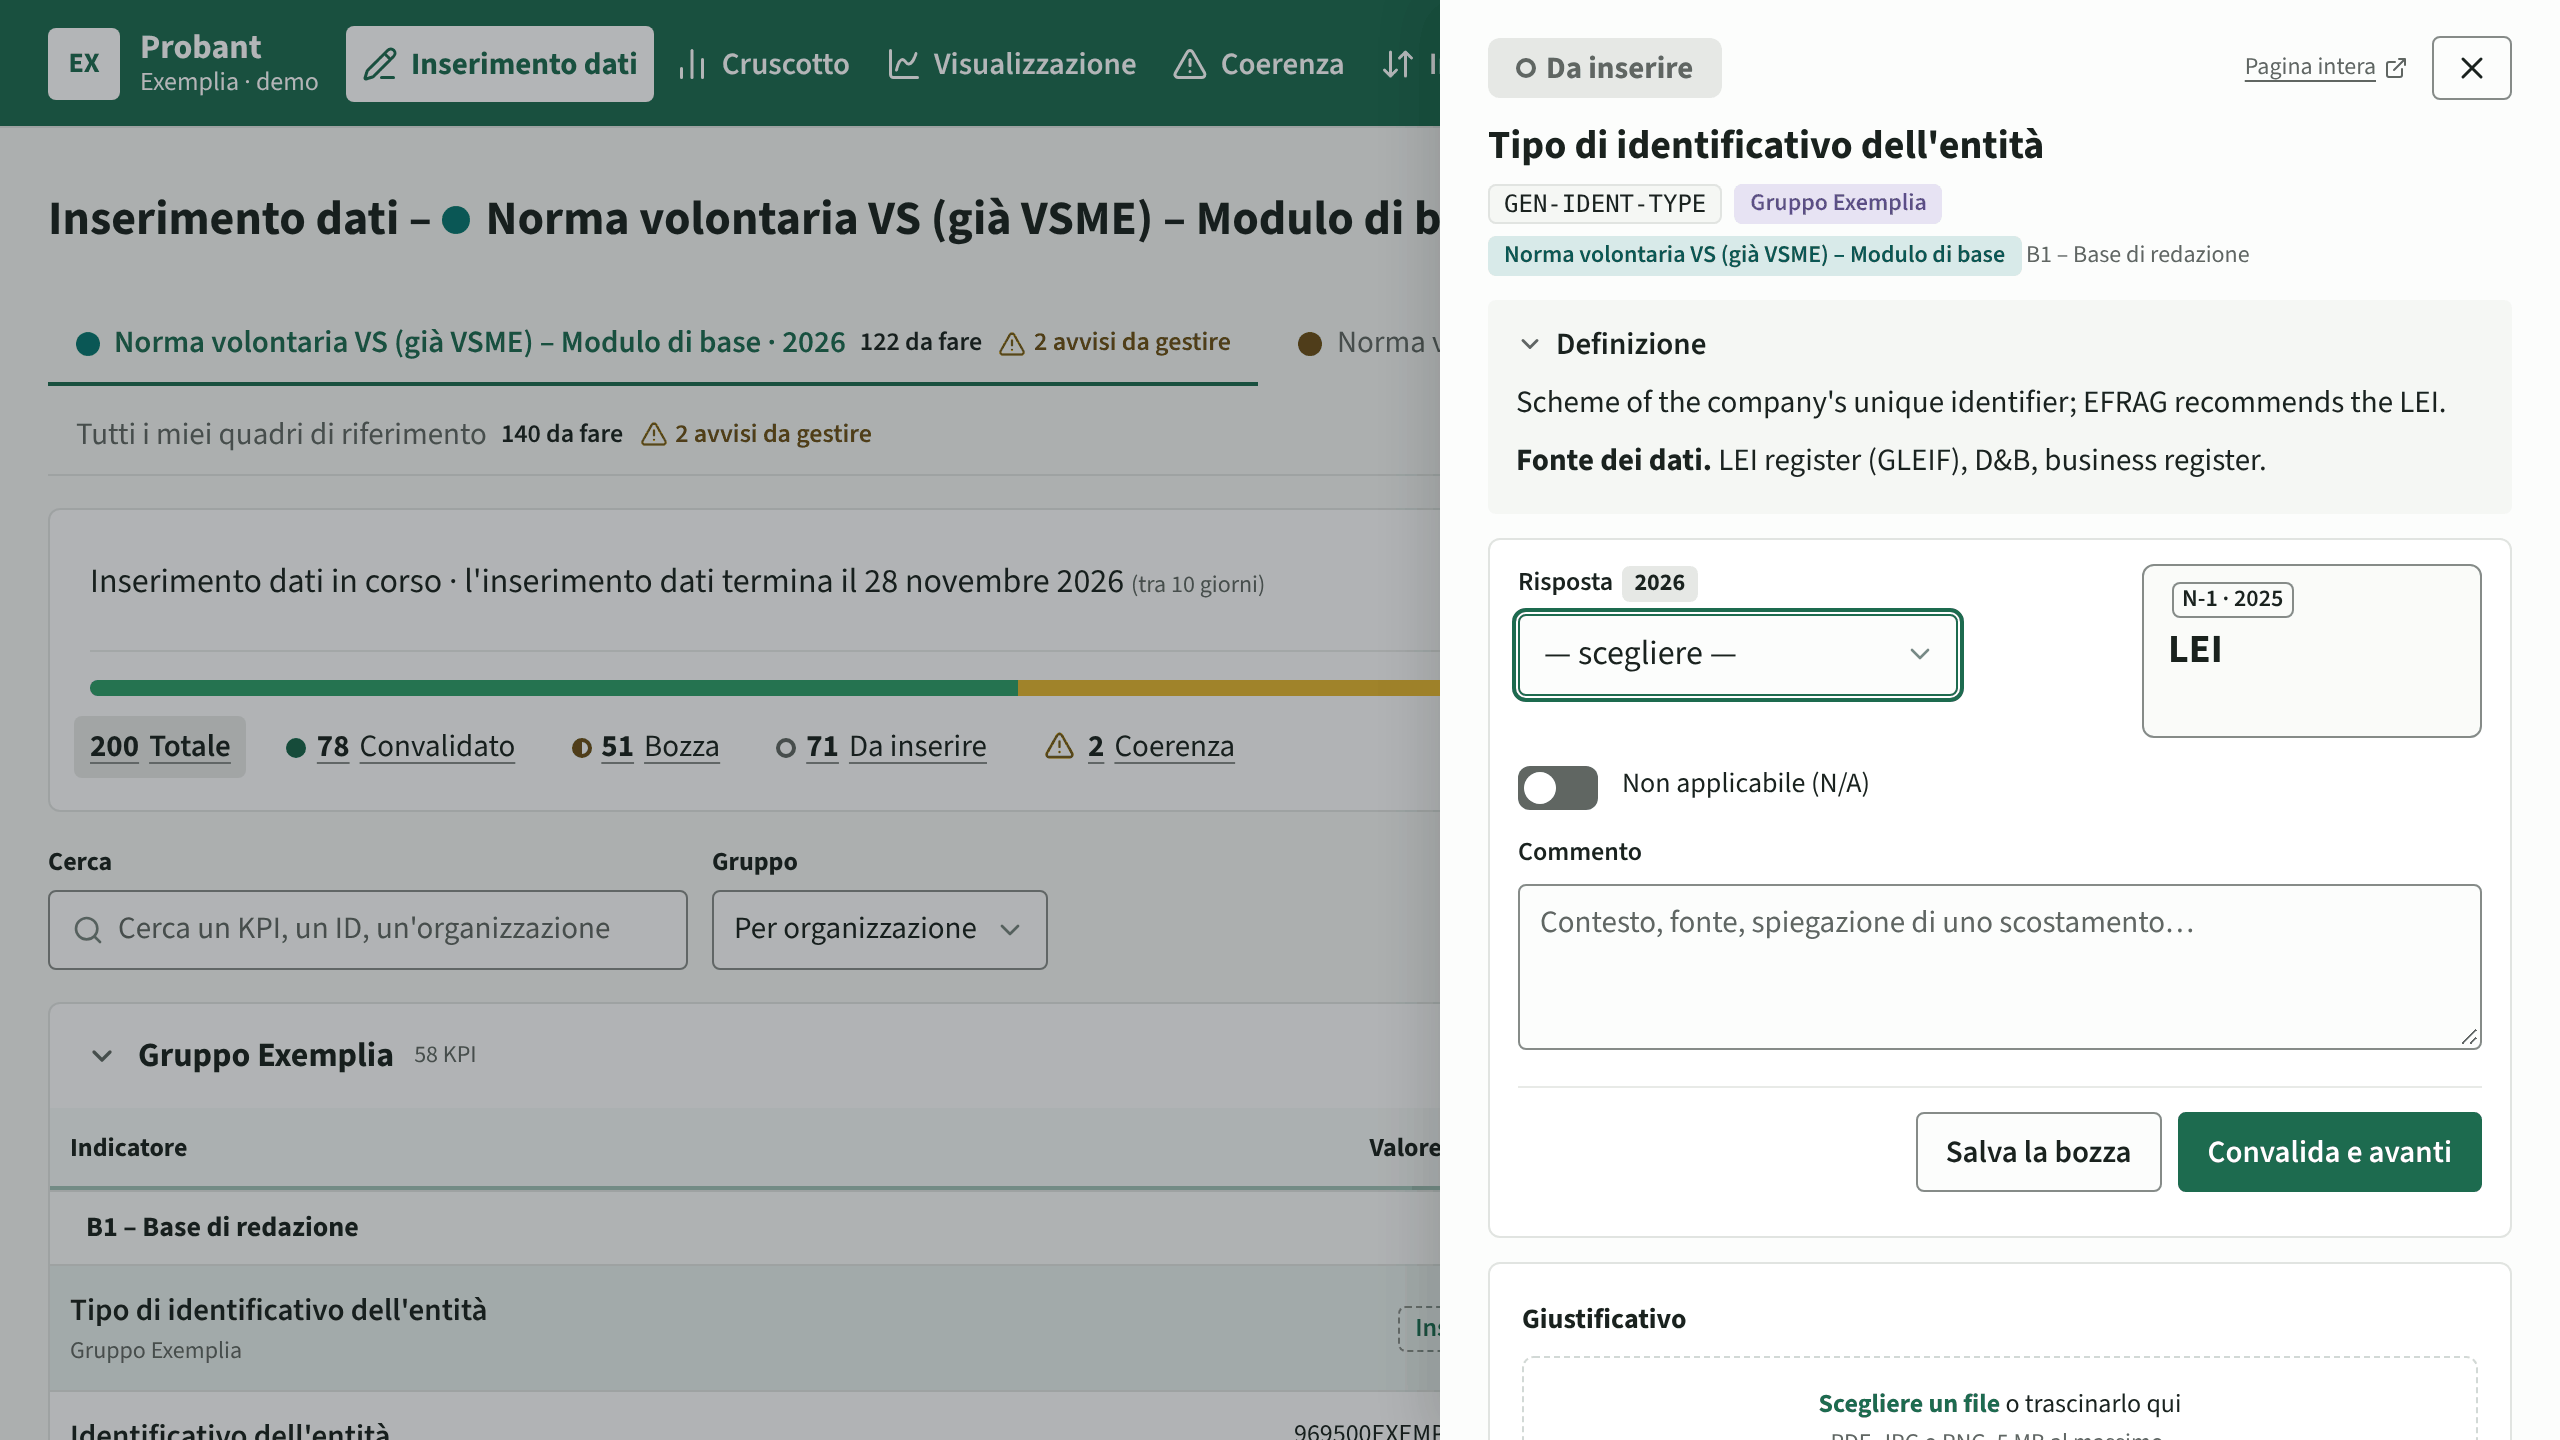 EX
Probant
Exemplia · demo
Inserimento dati
Cruscotto
Visualizzazione
Coerenza
Inserimento dati – Norma volontaria VS (già VSME) – Modulo di b
Norma volontaria VS (già VSME) – Modulo di base · 2026 122 da fare 2 avvisi da gestire
Norma v
Tutti i miei quadri di riferimento 140 da fare 2 avvisi da gestire
Inserimento dati in corso · l'inserimento dati termina il 28 novembre 2026 (tra 10 giorni)
200 Totale
78 Convalidato
51 Bozza
71 Da inserire
2 Coerenza
Cerca
Gruppo
Cerca un KPI, un ID, un'organizzazione
Per organizzazione
Gruppo Exemplia 58 KPI
Indicatore
Valore
B1 – Base di redazione
Tipo di identificativo dell'entità
Gruppo Exemplia
Ins
Identificativo dell'entità
969500EXEMP
Da inserire
Pagina intera
Tipo di identificativo dell'entità
GEN-IDENT-TYPE
Gruppo Exemplia
Norma volontaria VS (già VSME) – Modulo di base B1 – Base di redazione
Definizione
Scheme of the company's unique identifier; EFRAG recommends the LEI.
Fonte dei dati. LEI register (GLEIF), D&B, business register.
Risposta 2026
— scegliere —
N-1 · 2025
LEI
Non applicabile (N/A)
Commento
Contesto, fonte, spiegazione di uno scostamento…
Salva la bozza
Convalida e avanti
Giustificativo
Scegliere un file o trascinarlo qui
PDF, JPG o PNG, 5 MB al massimo